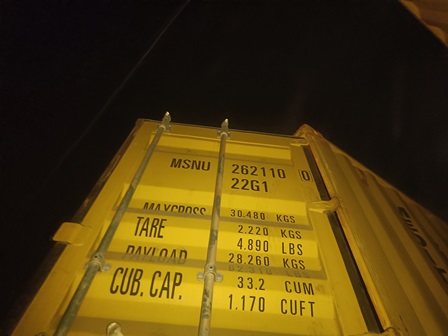 MSNU 262110 0
22G1
MAXGROSS 30.480 KGS
TARE 2.220 KGS
4.890 LBS
PAYLOAD 28.260 KGS
CUB. CAP. 33.2 CUM
1.170 CUFT